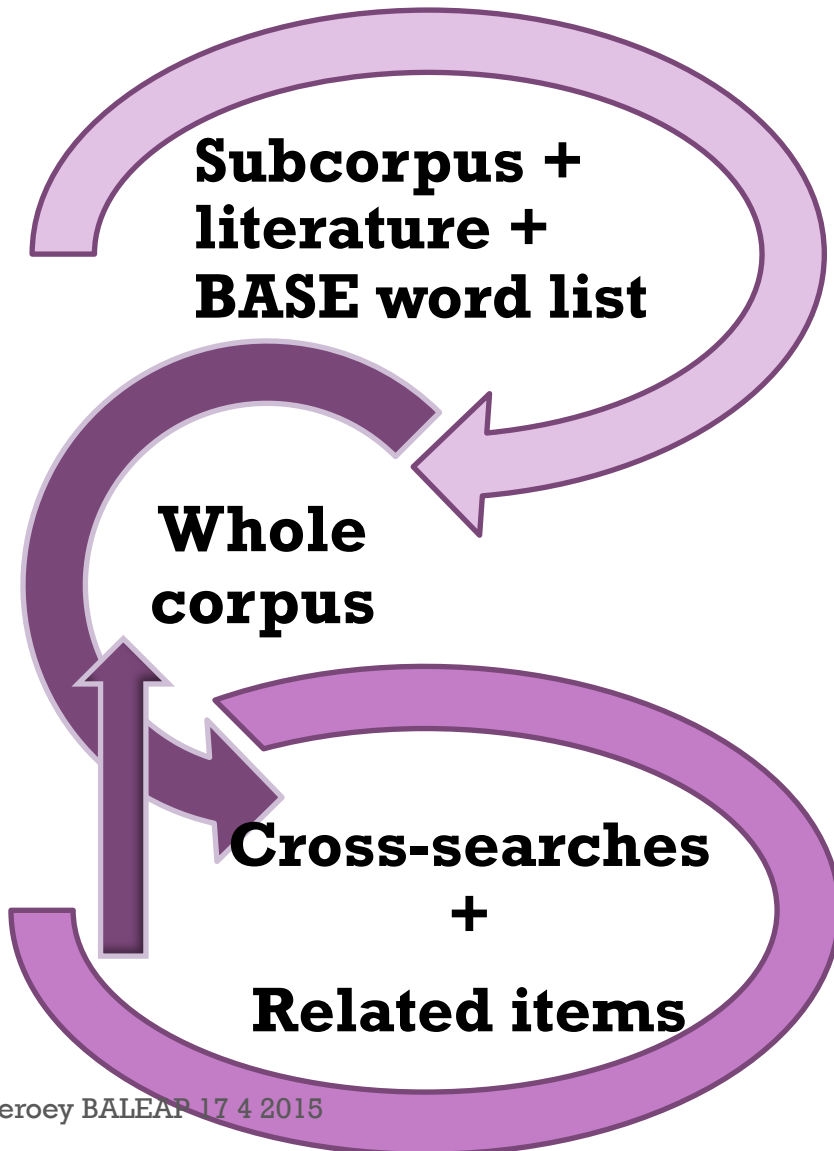 Subcorpus +
literature +
BASE word list
Whole
corpus
Cross-searches
+
Related items
eroey BALEAP 17 4 2015